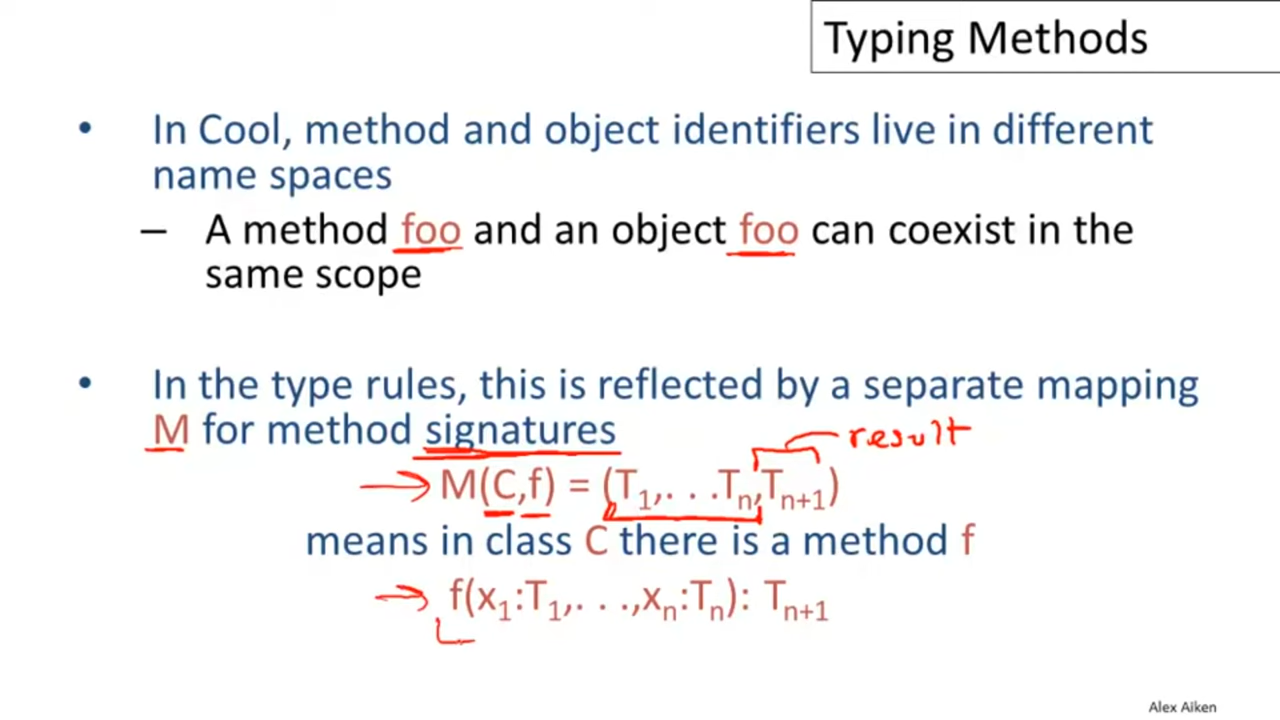 Typing Methods
• In Cool, method and object identifiers live in different
name spaces
– A method foo and an object foo can coexist in the
same scope
• In the type rules, this is reflected by a separate mapping
M for method signatures
result
M(C,f) = (T₁,. . .Tₙ,Tₙ₊₁)
means in class C there is a method f
f(x₁:T₁,. . .,xₙ:Tₙ): Tₙ₊₁
Alex Aiken